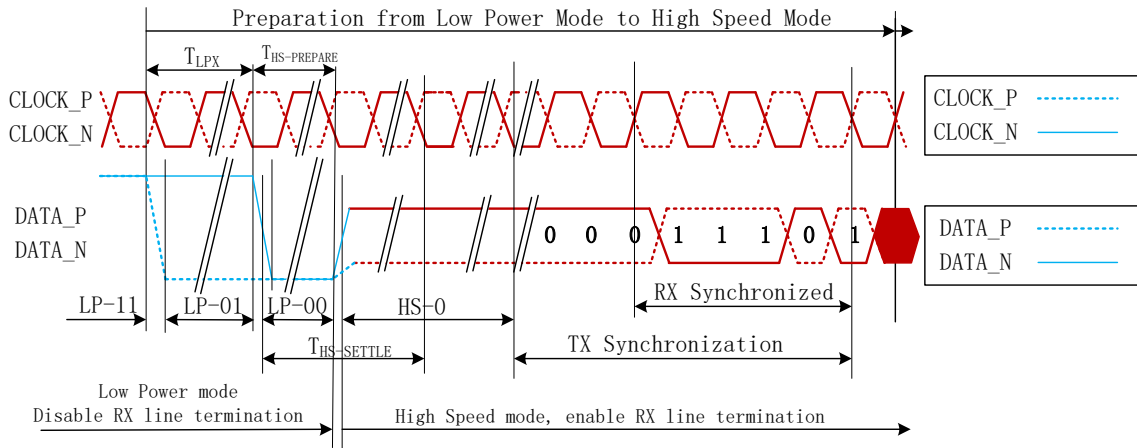 Preparation from Low Power Mode to High Speed Mode
TLPX
THS-PREPARE
CLOCK_P
CLOCK_N
CLOCK_P
CLOCK_N
DATA_P
DATA_N
0 0 0 1 1 1 0 1
DATA_P
DATA_N
LP-11
LP-01
LP-00
HS-0
RX Synchronized
THS-SETTLE
TX Synchronization
Low Power mode
Disable RX line termination
High Speed mode, enable RX line termination